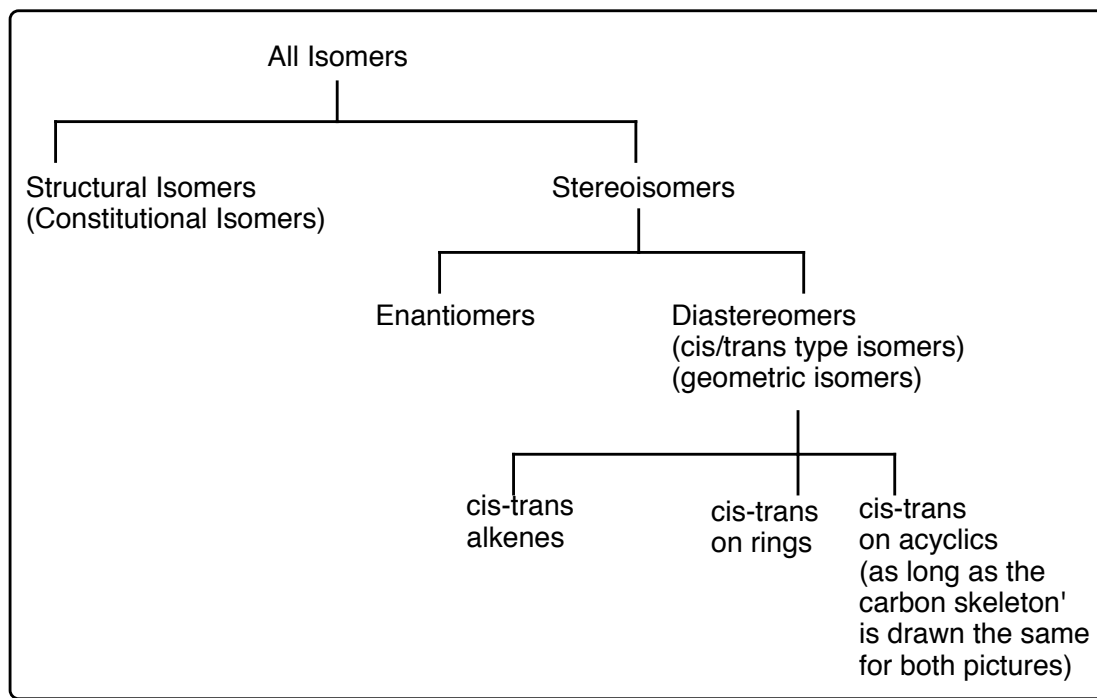 All Isomers
Structural Isomers
(Constitutional Isomers)
Stereoisomers
Enantiomers
Diastereomers
(cis/trans type isomers)
(geometric isomers)
cis-trans
alkenes
cis-trans
on rings
cis-trans
on acyclics
(as long as the
carbon skeleton'
is drawn the same
for both pictures)